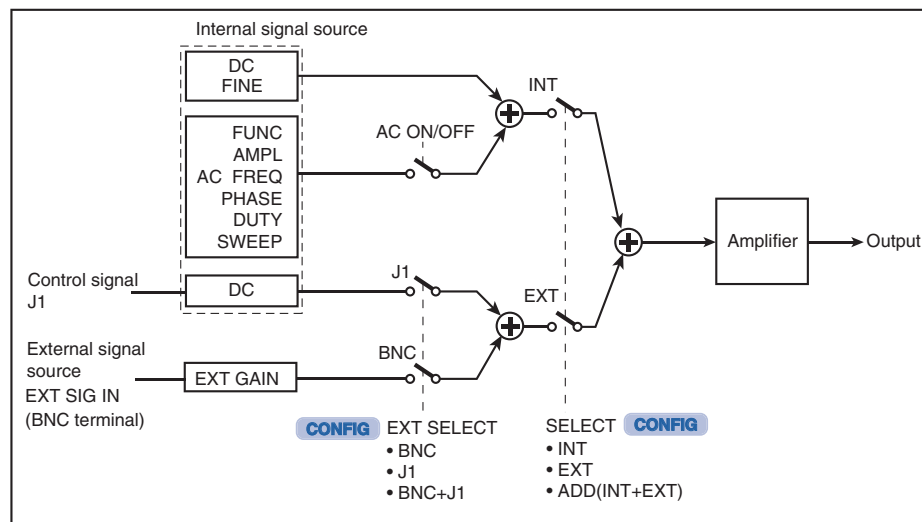 Internal signal source
DC
FINE
FUNC
AMPL
AC FREQ
PHASE
DUTY
SWEEP
AC ON/OFF
INT
Amplifier
Output
Control signal
J1
DC
J1
EXT
External signal
source
EXT SIG IN
(BNC terminal)
EXT GAIN
BNC
CONFIG EXT SELECT
• BNC
• J1
• BNC+J1
SELECT CONFIG
• INT
• EXT
• ADD(INT+EXT)